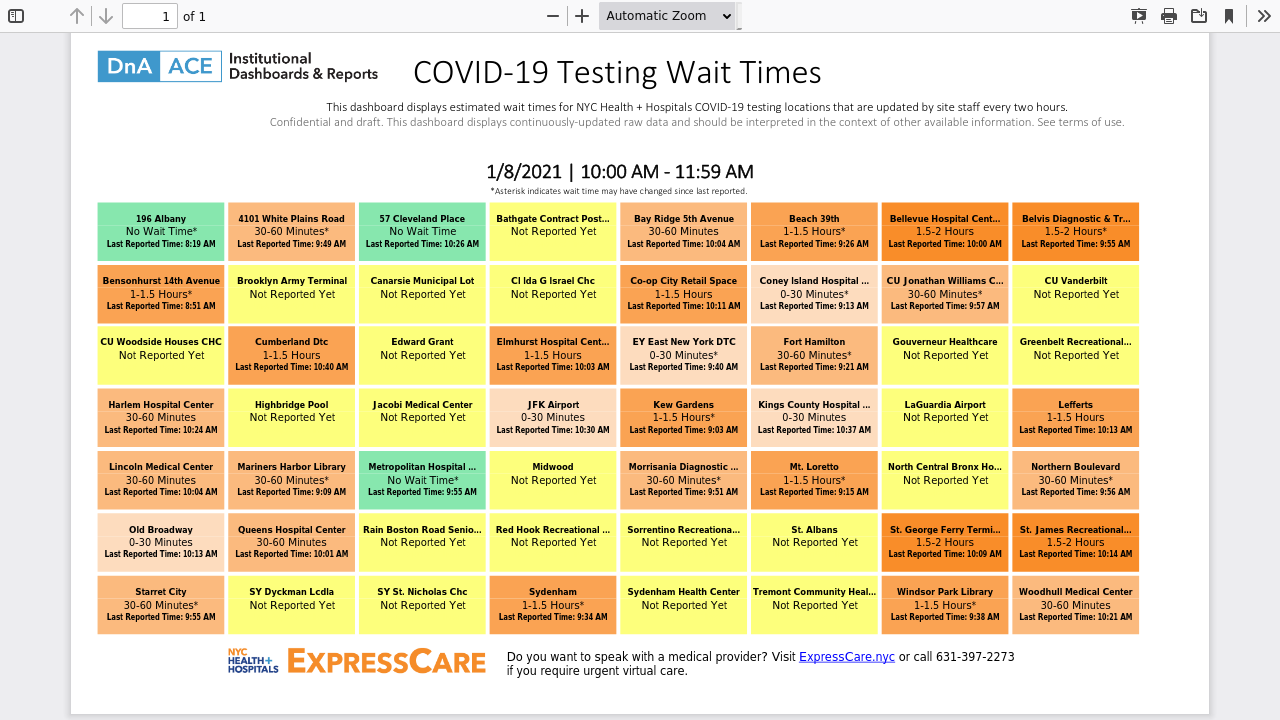 1
of 1
Automatic Zoom
DnA ACE
Institutional
Dashboards & Reports
COVID-19 Testing Wait Times
This dashboard displays estimated wait times for NYC Health + Hospitals COVID-19 testing locations that are updated by site staff every two hours.
Confidential and draft. This dashboard displays continuously-updated raw data and should be interpreted in the context of other available information. See terms of use.
1/8/2021 | 10:00 AM - 11:59 AM
*Asterisk indicates wait time may have changed since last reported.
196 Albany
No Wait Time*
Last Reported Time: 8:19 AM
4101 White Plains Road
30-60 Minutes*
Last Reported Time: 9:49 AM
57 Cleveland Place
No Wait Time
Last Reported Time: 10:26 AM
Bathgate Contract Post...
Not Reported Yet
Bay Ridge 5th Avenue
30-60 Minutes
Last Reported Time: 10:04 AM
Beach 39th
1-1.5 Hours*
Last Reported Time: 9:26 AM
Bellevue Hospital Cent...
1.5-2 Hours
Last Reported Time: 10:00 AM
Belvis Diagnostic & Tr...
1.5-2 Hours*
Last Reported Time: 9:55 AM
Bensonhurst 14th Avenue
1-1.5 Hours*
Last Reported Time: 8:51 AM
Brooklyn Army Terminal
Not Reported Yet
Canarsie Municipal Lot
Not Reported Yet
CI Ida G Israel Chc
Not Reported Yet
Co-op City Retail Space
1-1.5 Hours
Last Reported Time: 10:11 AM
Coney Island Hospital ...
0-30 Minutes*
Last Reported Time: 9:13 AM
CU Jonathan Williams C...
30-60 Minutes*
Last Reported Time: 9:57 AM
CU Vanderbilt
Not Reported Yet
CU Woodside Houses CHC
Not Reported Yet
Cumberland Dtc
1-1.5 Hours
Last Reported Time: 10:40 AM
Edward Grant
Not Reported Yet
Elmhurst Hospital Cent...
1-1.5 Hours
Last Reported Time: 10:03 AM
EY East New York DTC
0-30 Minutes*
Last Reported Time: 9:40 AM
Fort Hamilton
30-60 Minutes*
Last Reported Time: 9:21 AM
Gouverneur Healthcare
Not Reported Yet
Greenbelt Recreational...
Not Reported Yet
Harlem Hospital Center
30-60 Minutes
Last Reported Time: 10:24 AM
Highbridge Pool
Not Reported Yet
Jacobi Medical Center
Not Reported Yet
JFK Airport
0-30 Minutes
Last Reported Time: 10:30 AM
Kew Gardens
1-1.5 Hours*
Last Reported Time: 9:03 AM
Kings County Hospital ...
0-30 Minutes
Last Reported Time: 10:37 AM
LaGuardia Airport
Not Reported Yet
Lefferts
1-1.5 Hours
Last Reported Time: 10:13 AM
Lincoln Medical Center
30-60 Minutes
Last Reported Time: 10:04 AM
Mariners Harbor Library
30-60 Minutes*
Last Reported Time: 9:09 AM
Metropolitan Hospital ...
No Wait Time*
Last Reported Time: 9:55 AM
Midwood
Not Reported Yet
Morrisania Diagnostic ...
30-60 Minutes*
Last Reported Time: 9:51 AM
Mt. Loretto
1-1.5 Hours*
Last Reported Time: 9:15 AM
North Central Bronx Ho...
Not Reported Yet
Northern Boulevard
30-60 Minutes*
Last Reported Time: 9:56 AM
Old Broadway
0-30 Minutes
Last Reported Time: 10:13 AM
Queens Hospital Center
30-60 Minutes
Last Reported Time: 10:01 AM
Rain Boston Road Senio...
Not Reported Yet
Red Hook Recreational ...
Not Reported Yet
Sorrentino Recreationa...
Not Reported Yet
St. Albans
Not Reported Yet
St. George Ferry Termi...
1.5-2 Hours
Last Reported Time: 10:09 AM
St. James Recreational...
1.5-2 Hours
Last Reported Time: 10:14 AM
Starret City
30-60 Minutes*
Last Reported Time: 9:55 AM
SY Dyckman Lcdla
Not Reported Yet
SY St. Nicholas Chc
Not Reported Yet
Sydenham
1-1.5 Hours*
Last Reported Time: 9:34 AM
Sydenham Health Center
Not Reported Yet
Tremont Community Heal...
Not Reported Yet
Windsor Park Library
1-1.5 Hours*
Last Reported Time: 9:38 AM
Woodhull Medical Center
30-60 Minutes
Last Reported Time: 10:21 AM
NYC
HEALTH+
HOSPITALS
EXPRESSCARE
Do you want to speak with a medical provider? Visit ExpressCare.nyc or call 631-397-2273
if you require urgent virtual care.